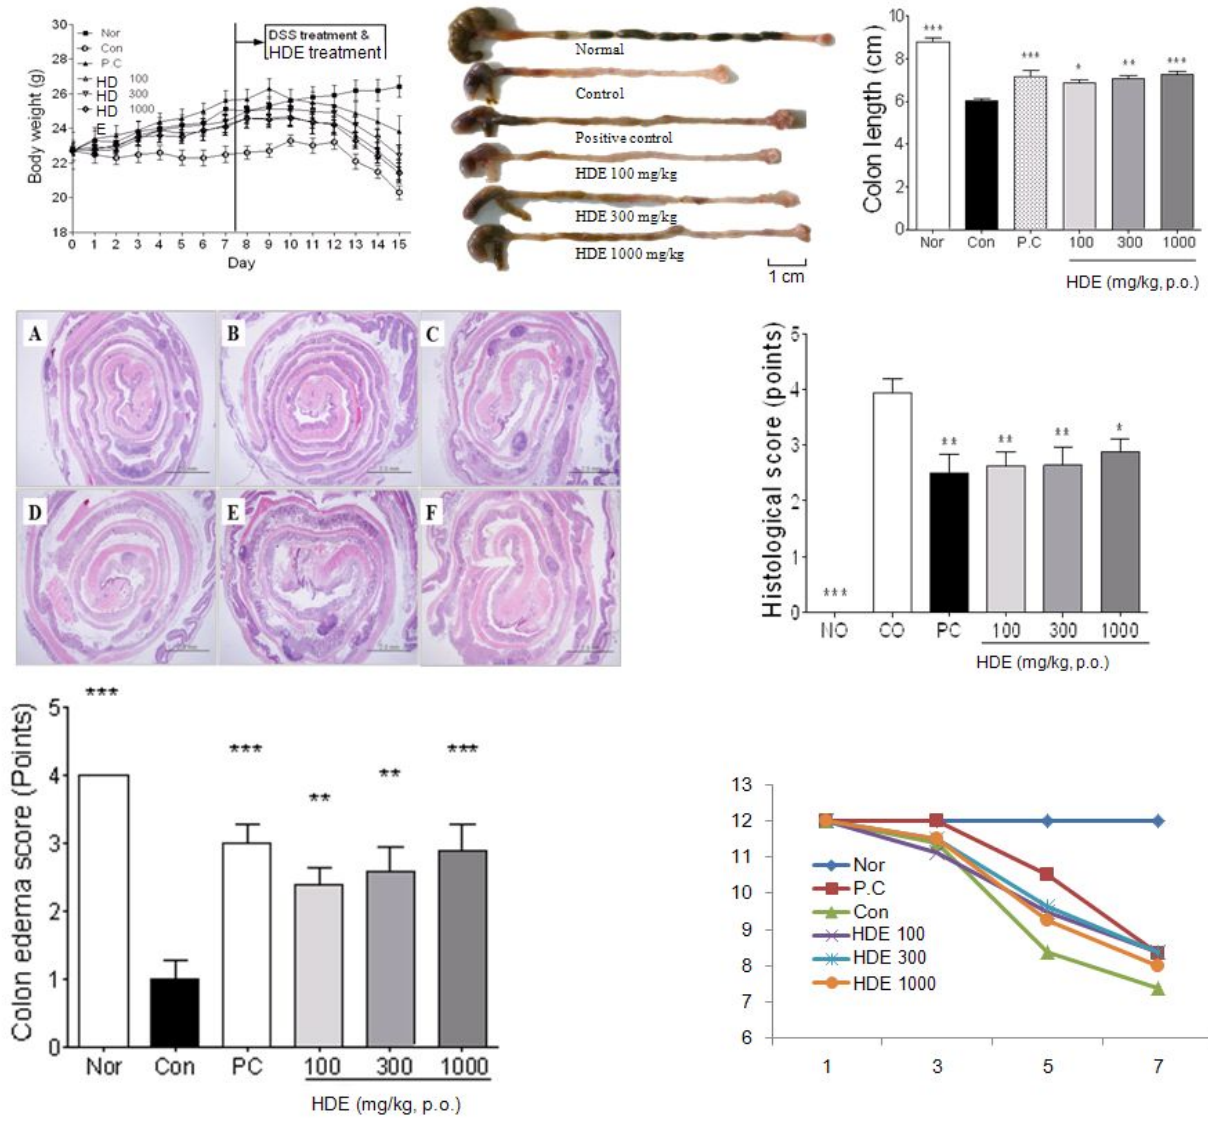 30
28
26
24
22
20
18
Body weight (g)
Nor
Con
P C
HD 100
HD 300
HD 1000
E
DSS treatment &
HDE treatment
0 1 2 3 4 5 6 7 8 9 10 11 12 13 14 15
Day
Normal
Control
Positive control
HDE 100 mg/kg
HDE 300 mg/kg
HDE 1000 mg/kg
1 cm
Colon length (cm)
10
8
6
4
2
0
***
***
*
**
***
Nor Con P.C 100 300 1000
HDE (mg/kg, p.o.)
A B C
D E F
Histological score (points)
5
4
3
2
1
0
***
**
**
**
*
NO CO PC 100 300 1000
HDE (mg/kg, p.o.)
Colon edema score (Points)
5
4
3
2
1
0
***
***
**
**
***
Nor Con PC 100 300 1000
HDE (mg/kg, p.o.)
13
12
11
10
9
8
7
6
Nor
P.C
Con
HDE 100
HDE 300
HDE 1000
1 3 5 7